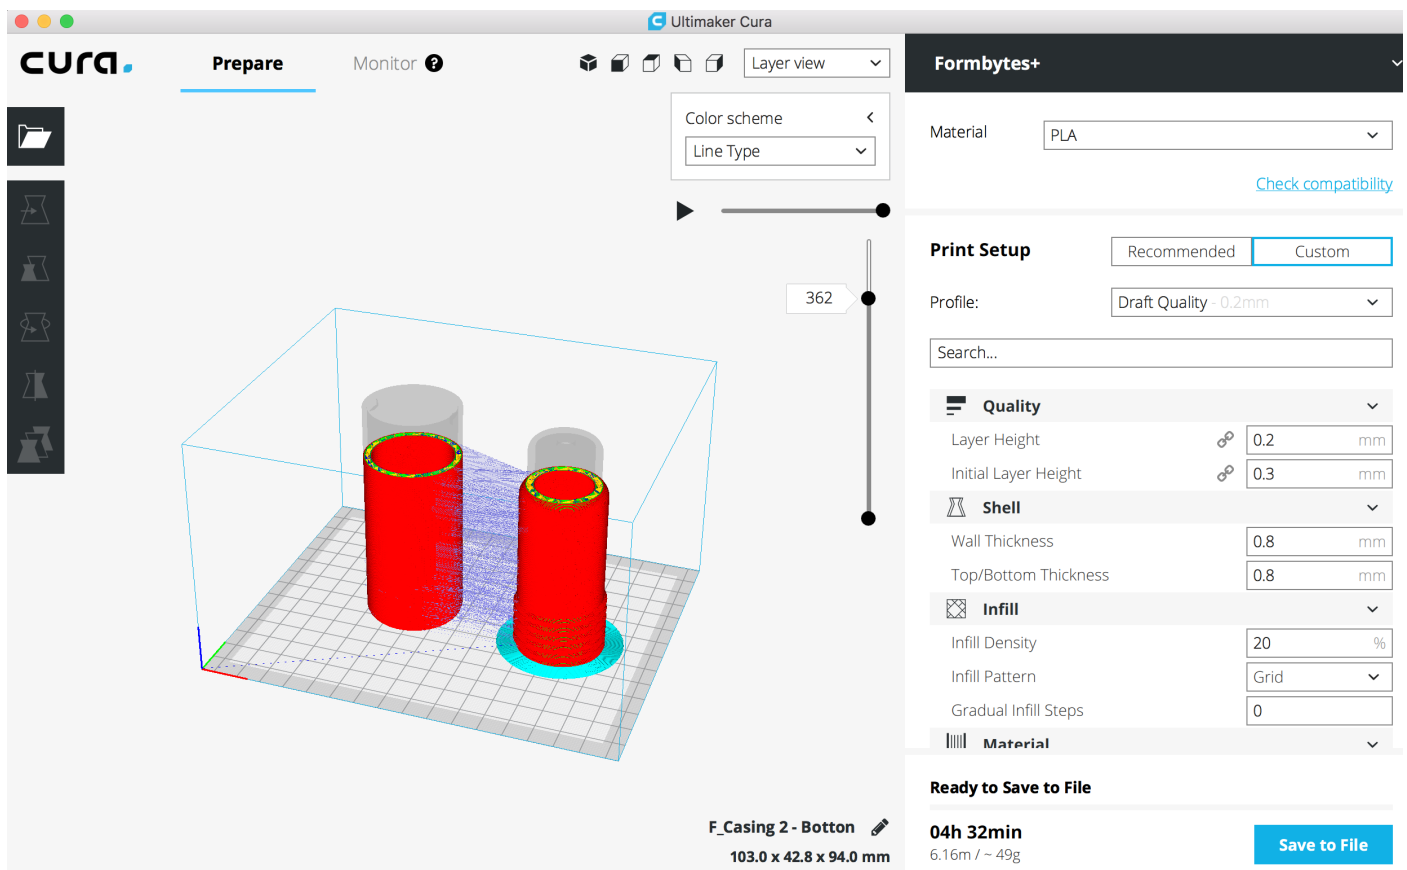 Ultimaker Cura
cura.
Prepare
Monitor ?
Layer view
Formbytes+
Color scheme
Line Type
Material
PLA
Check compatibility
Print Setup
Recommended
Custom
362
Profile:
Draft Quality - 0.2mm
Search...
Quality
Layer Height
0.2 mm
Initial Layer Height
0.3 mm
Shell
Wall Thickness
0.8 mm
Top/Bottom Thickness
0.8 mm
Infill
Infill Density
20 %
Infill Pattern
Grid
Gradual Infill Steps
0
Material
Ready to Save to File
F_Casing 2 - Botton
103.0 x 42.8 x 94.0 mm
04h 32min
6.16m / ~ 49g
Save to File